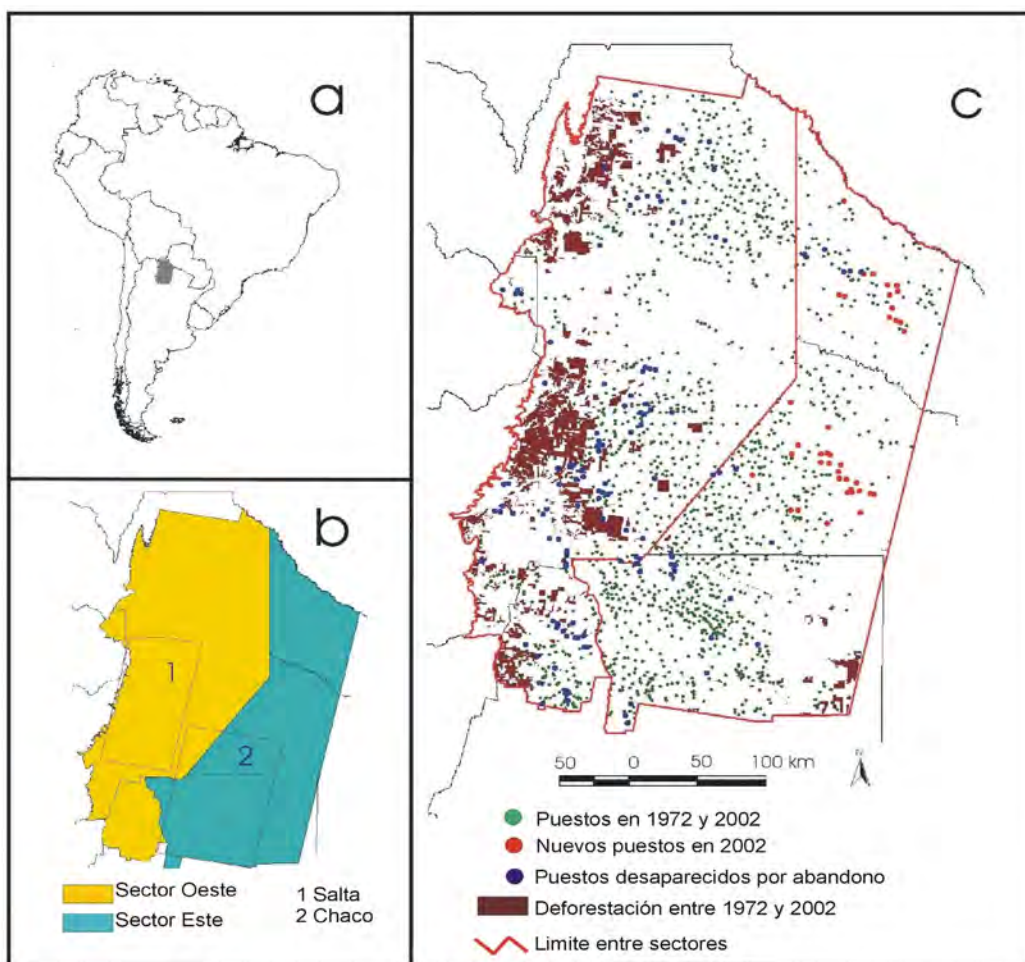 a
b
1
2
Sector Oeste
Sector Este
1 Salta
2 Chaco
c
N
50 0 50 100 km
Puestos en 1972 y 2002
Nuevos puestos en 2002
Puestos desaparecidos por abandono
Deforestación entre 1972 y 2002
Limite entre sectores